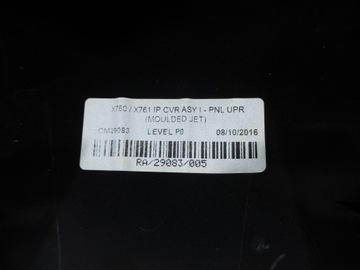 X760 / X761 IP CVR ASY I - PNL UPR
(MOULDED JET)
CM29083 LEVEL P0 08/10/2016
RA/29083/005